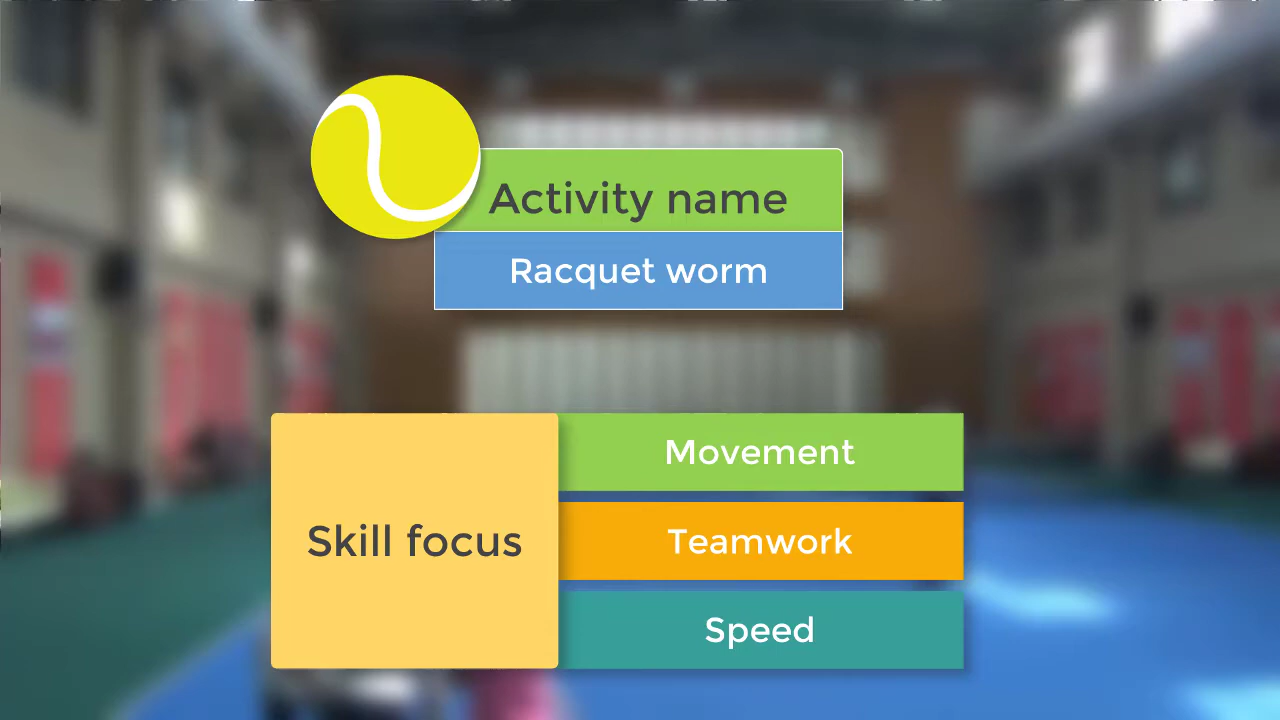 Activity name
Racquet worm
Skill focus
Movement
Teamwork
Speed